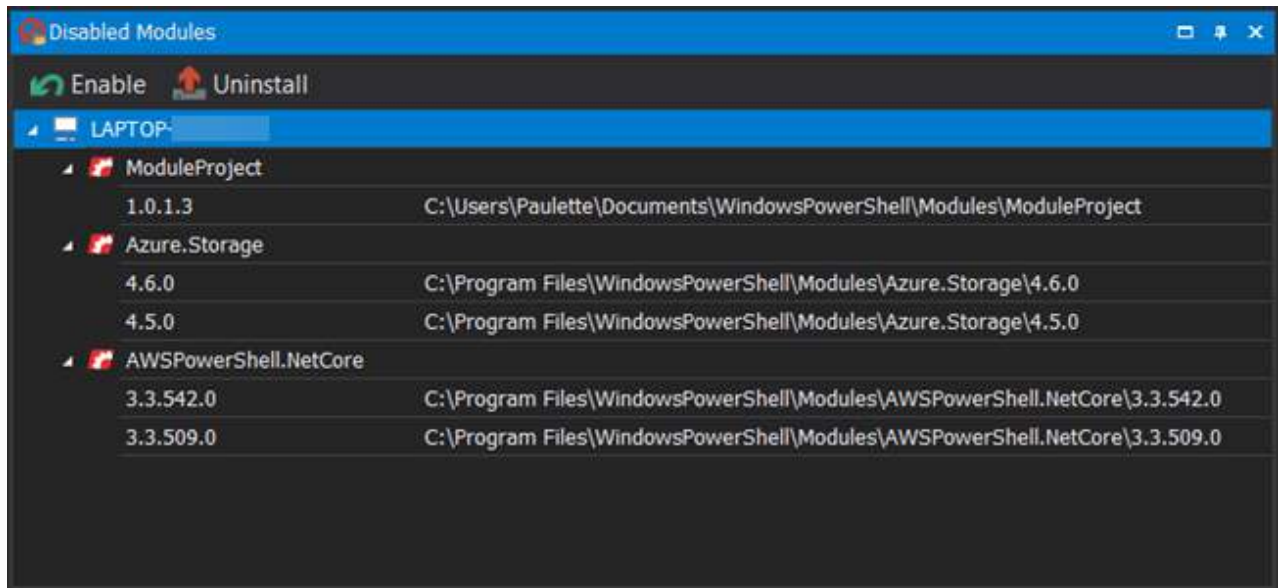 Disabled Modules
Enable Uninstall
LAPTOP-
ModuleProject
1.0.1.3 C:\Users\Paulette\Documents\WindowsPowerShell\Modules\ModuleProject
Azure.Storage
4.6.0 C:\Program Files\WindowsPowerShell\Modules\Azure.Storage\4.6.0
4.5.0 C:\Program Files\WindowsPowerShell\Modules\Azure.Storage\4.5.0
AWSPowerShell.NetCore
3.3.542.0 C:\Program Files\WindowsPowerShell\Modules\AWSPowerShell.NetCore\3.3.542.0
3.3.509.0 C:\Program Files\WindowsPowerShell\Modules\AWSPowerShell.NetCore\3.3.509.0